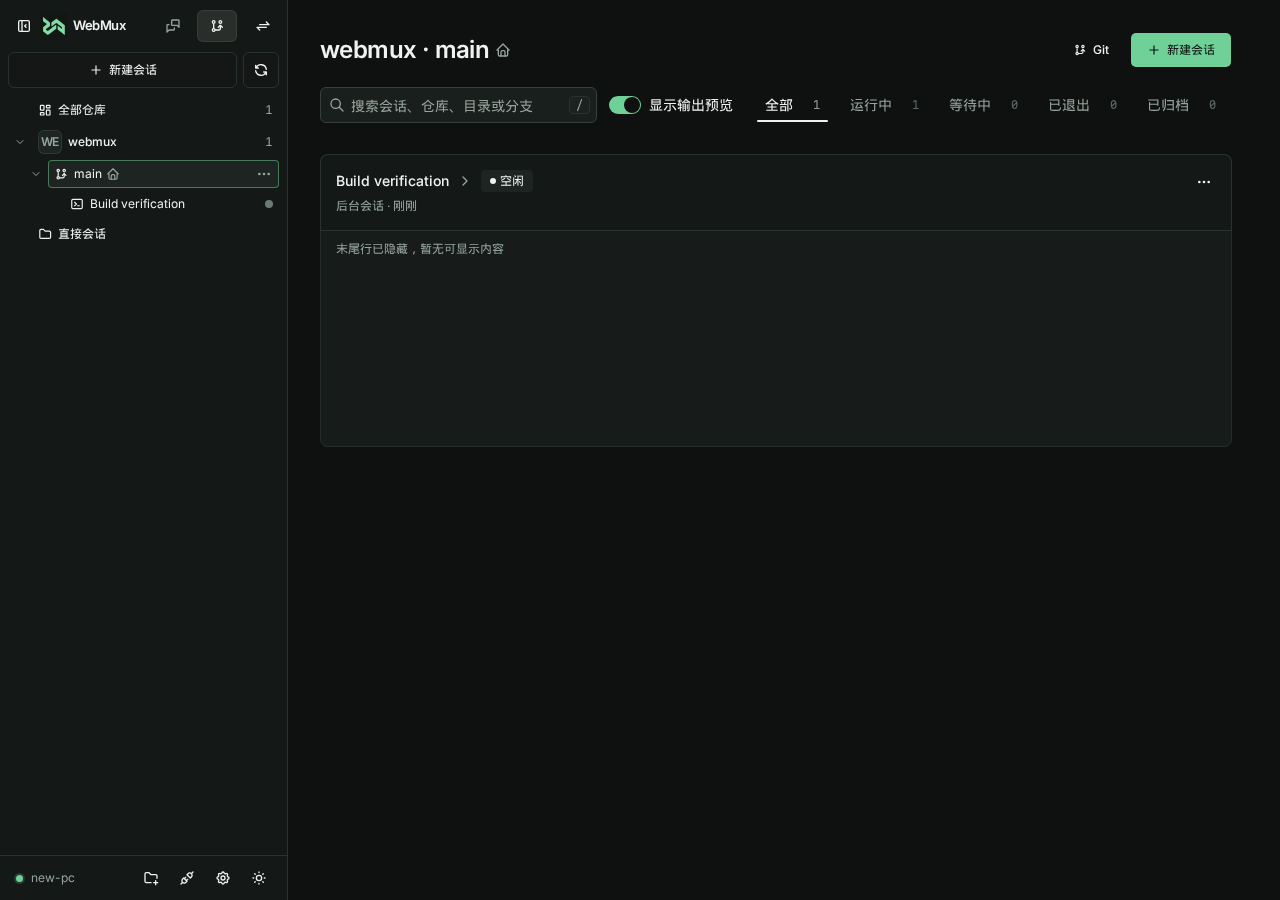 WebMux
新建会话
全部仓库 1
WE webmux 1
main
Build verification
直接会话
new-pc
webmux · main
Git
新建会话
搜索会话、仓库、目录或分支 /
显示输出预览
全部 1
运行中 1
等待中 0
已退出 0
已归档 0
Build verification
空闲
后台会话 · 刚刚
末尾行已隐藏，暂无可显示内容